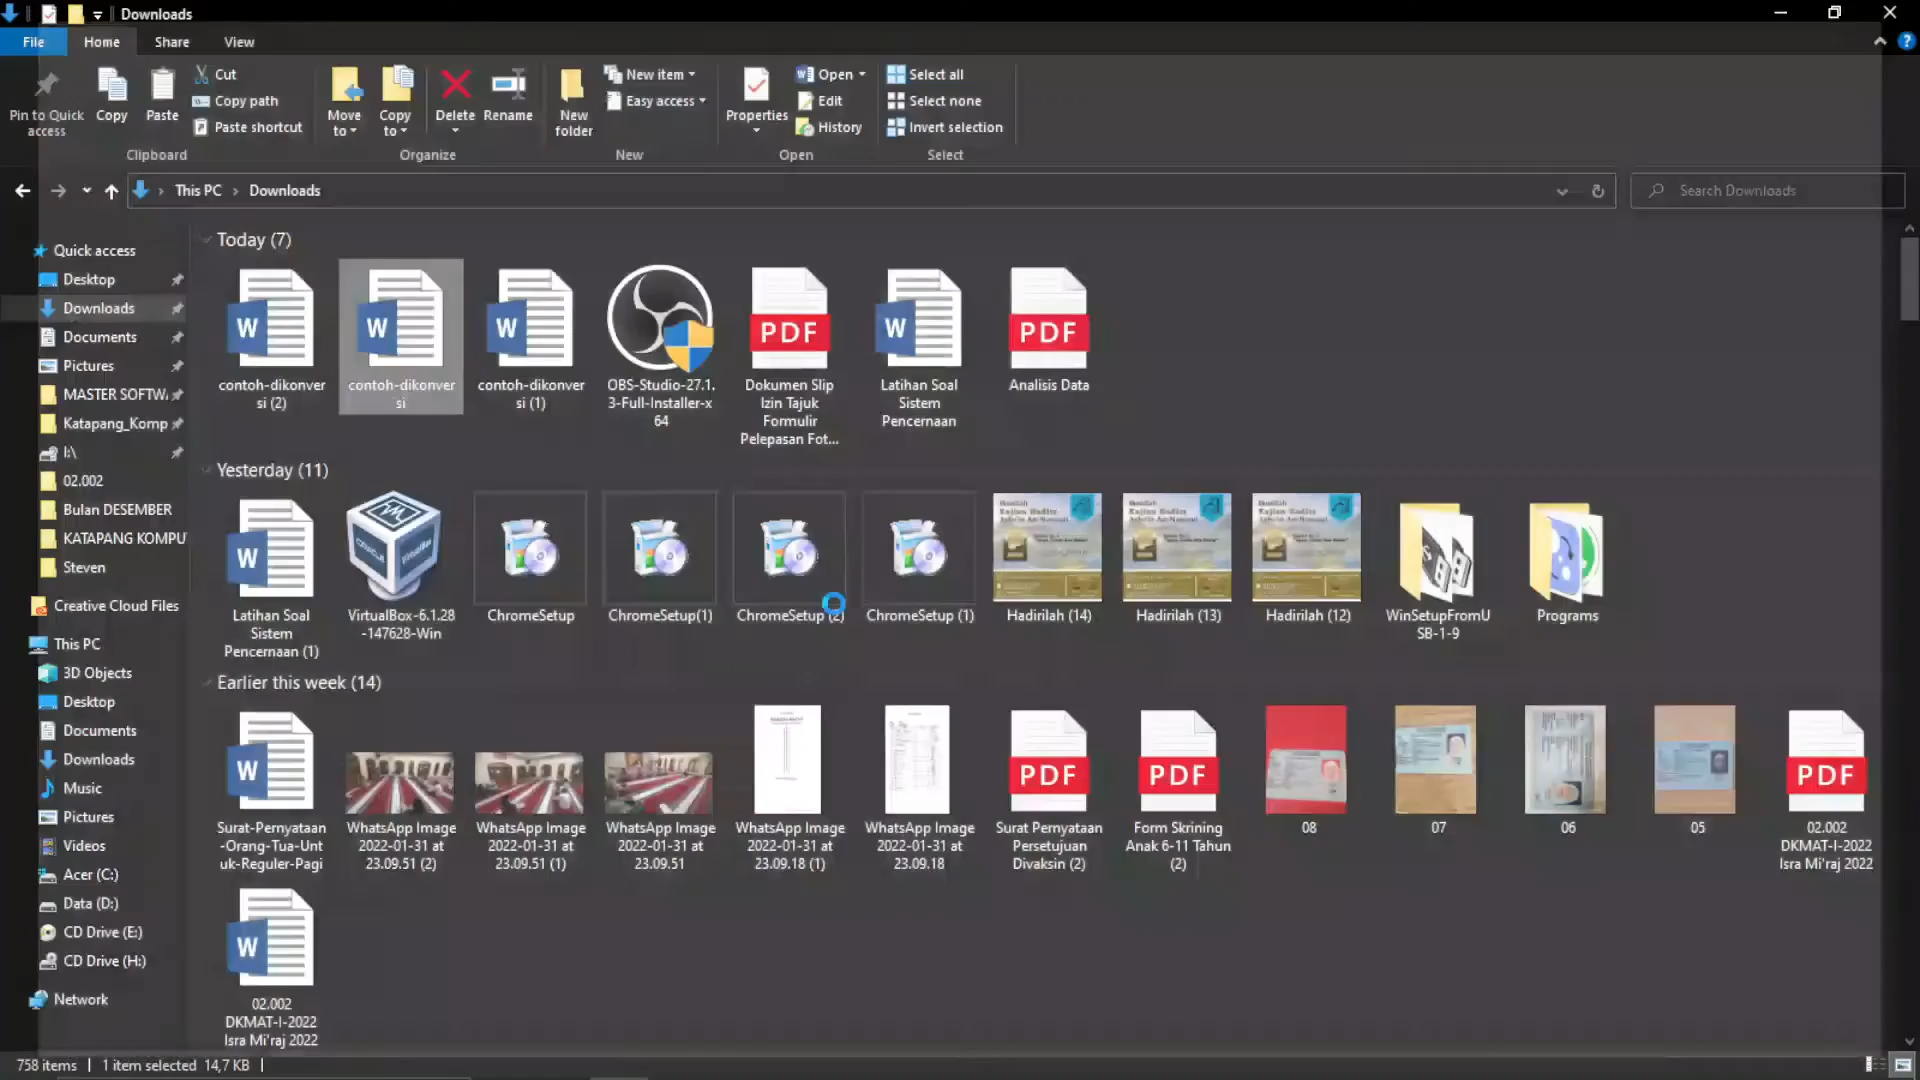 Downloads
File
Home
Share
View
Pin to Quick
access
Copy
Paste
Cut
Copy path
Paste shortcut
Clipboard
Move
to
Copy
to
Delete
Rename
Organize
New
folder
New item
Easy access
New
Properties
Open
Edit
History
Open
Select all
Select none
Invert selection
Select
This PC
Downloads
Search Downloads
Quick access
Desktop
Downloads
Documents
Pictures
MASTER SOFTW
Katapang_Komp
I:\
02.002
Bulan DESEMBER
KATAPANG KOMPU
Steven
Creative Cloud Files
This PC
3D Objects
Desktop
Documents
Downloads
Music
Pictures
Videos
Acer (C:)
Data (D:)
CD Drive (E:)
CD Drive (H:)
Network
Today (7)
contoh-dikonver
si (2)
contoh-dikonver
si
contoh-dikonver
si (1)
OBS-Studio-27.1.
3-Full-Installer-x
64
PDF
Dokumen Slip
Izin Tajuk
Formulir
Pelepasan Fot...
Latihan Soal
Sistem
Pencernaan
PDF
Analisis Data
Yesterday (11)
Latihan Soal
Sistem
Pencernaan (1)
VirtualBox-6.1.28
-147628-Win
ChromeSetup
ChromeSetup(1)
ChromeSetup (2)
ChromeSetup (1)
Hadirilah (14)
Hadirilah (13)
Hadirilah (12)
WinSetupFromU
SB-1-9
Programs
Earlier this week (14)
Surat-Pernyataan
-Orang-Tua-Unt
uk-Reguler-Pagi
WhatsApp Image
2022-01-31 at
23.09.51 (2)
WhatsApp Image
2022-01-31 at
23.09.51 (1)
WhatsApp Image
2022-01-31 at
23.09.51
WhatsApp Image
2022-01-31 at
23.09.18 (1)
WhatsApp Image
2022-01-31 at
23.09.18
PDF
Surat Pernyataan
Persetujuan
Divaksin (2)
PDF
Form Skrining
Anak 6-11 Tahun
(2)
08
07
06
05
PDF
02.002
DKMAT-I-2022
Isra Mi'raj 2022
02.002
DKMAT-I-2022
Isra Mi'raj 2022
758 items
1 item selected 14,7 KB